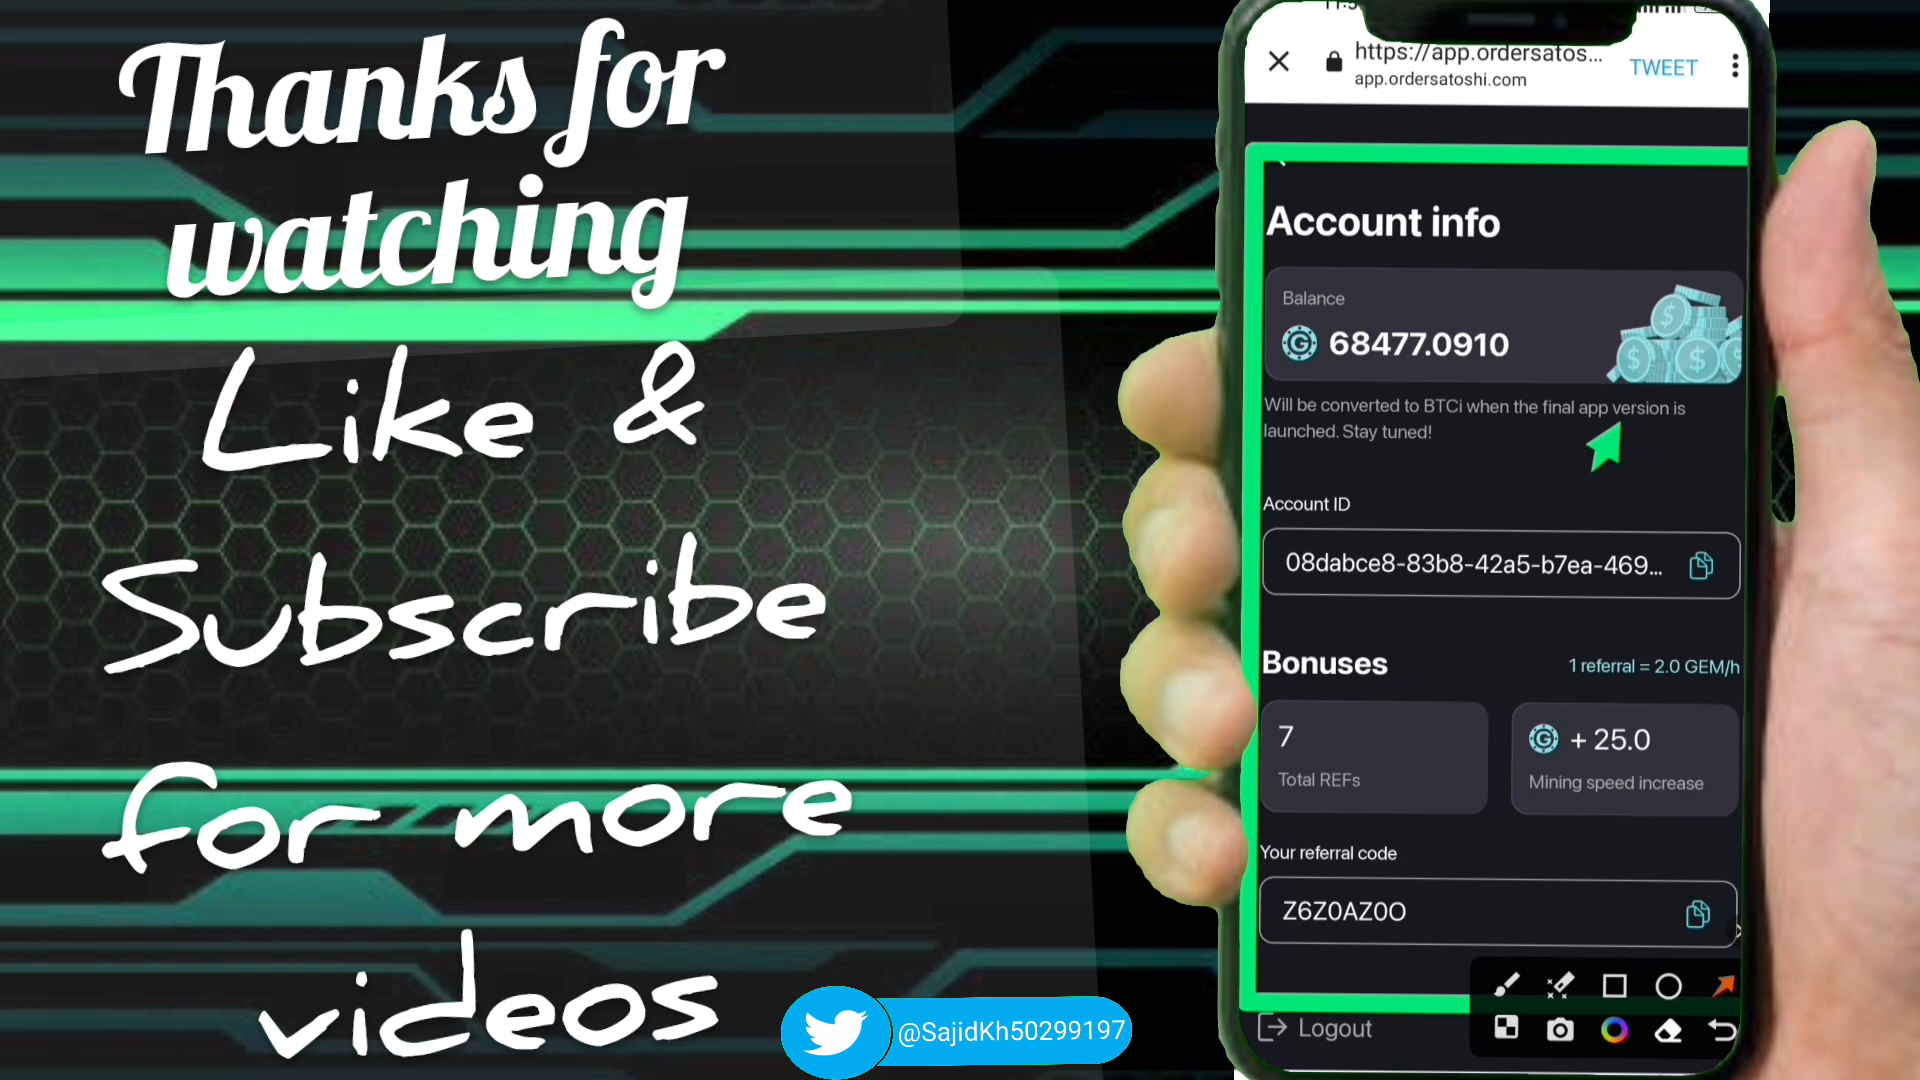 Thanks for
watching
Like &
Subscribe
for more
videos
@SajidKh50299197
https://app.ordersatos...
app.ordersatoshi.com
TWEET
Account info
Balance
68477.0910
Will be converted to BTCi when the final app version is
launched. Stay tuned!
Account ID
08dabce8-83b8-42a5-b7ea-469...
Bonuses
1 referral = 2.0 GEM/h
7
Total REFs
+ 25.0
Mining speed increase
Your referral code
Z6Z0AZ0O
Logout